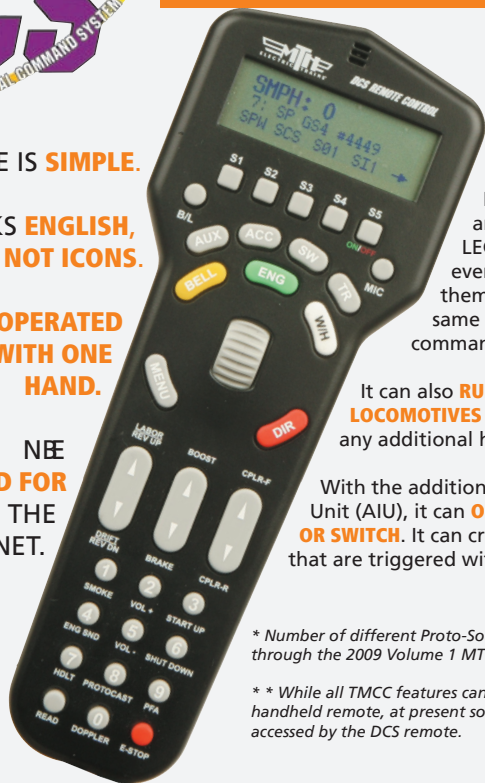 AL COMMAND SYSTEM
E IS SIMPLE.
KS ENGLISH,
NOT ICONS.
OPERATED
WITH ONE
HAND.
D FOR
THE
NET.
MTH
ELECTRIC TRAINS
DCS REMOTE CONTROL
SMPH: 0
7: SP GS4 #4449
SPW SCS S01 SI1 →
S1 S2 S3 S4 S5
B/L
AUX ACC SW TR
ON/OFF
MIC
BELL ENG W/H
MENU
DIR
LABOR
REV UP
BOOST
CPLR-F
DRIFT
REV DN
BRAKE
CPLR-R
1 2 3
SMOKE VOL + START UP
4 5 6
ENG SND VOL - SHUT DOWN
7 8 9
HDLT PROTOCAST PFA
0
READ DOPPLER E-STOP
an
LEG
even
them
same
comman
It can also RU
LOCOMOTIVES
any additional h
With the addition
Unit (AIU), it can O
OR SWITCH. It can cr
that are triggered wit
* Number of different Proto-So
through the 2009 Volume 1 MT
* * While all TMCC features can
handheld remote, at present so
accessed by the DCS remote.